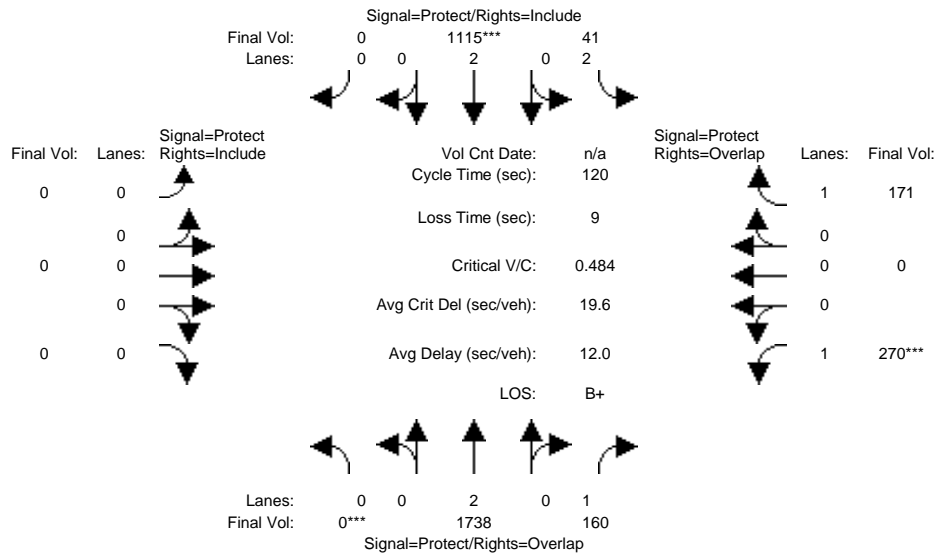 Signal=Protect/Rights=Include
Final Vol: 0 1115*** 41
Lanes: 0 0 2 0 2
Signal=Protect
Final Vol: Lanes: Rights=Include
Vol Cnt Date: n/a
Signal=Protect
Rights=Overlap Lanes: Final Vol:
Cycle Time (sec): 120
0 0
1 171
Loss Time (sec): 9
0
0
0 0
Critical V/C: 0.484
0 0
0
Avg Crit Del (sec/veh): 19.6
0
0 0
Avg Delay (sec/veh): 12.0
1 270***
LOS: B+
Lanes: 0 0 2 0 1
Final Vol: 0*** 1738 160
Signal=Protect/Rights=Overlap